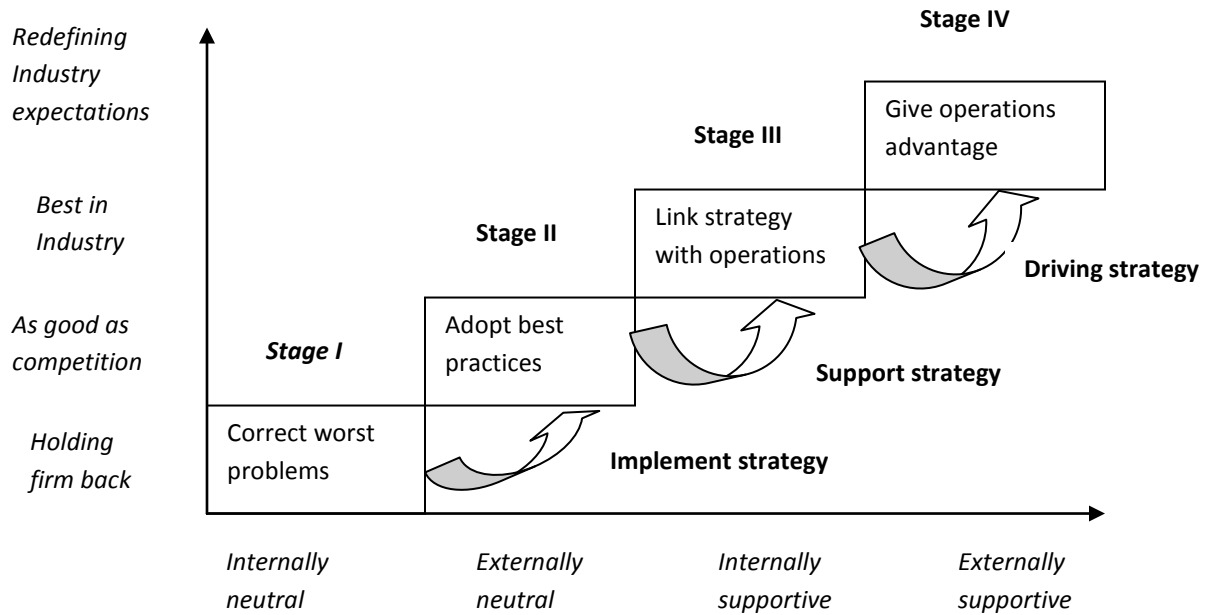 Stage IV
Redefining
Industry
expectations
Give operations
advantage
Stage III
Best in
Industry
Link strategy
with operations
Stage II
Driving strategy
As good as
competition
Adopt best
practices
Stage I
Support strategy
Holding
firm back
Correct worst
problems
Implement strategy
Internally
neutral
Externally
neutral
Internally
supportive
Externally
supportive